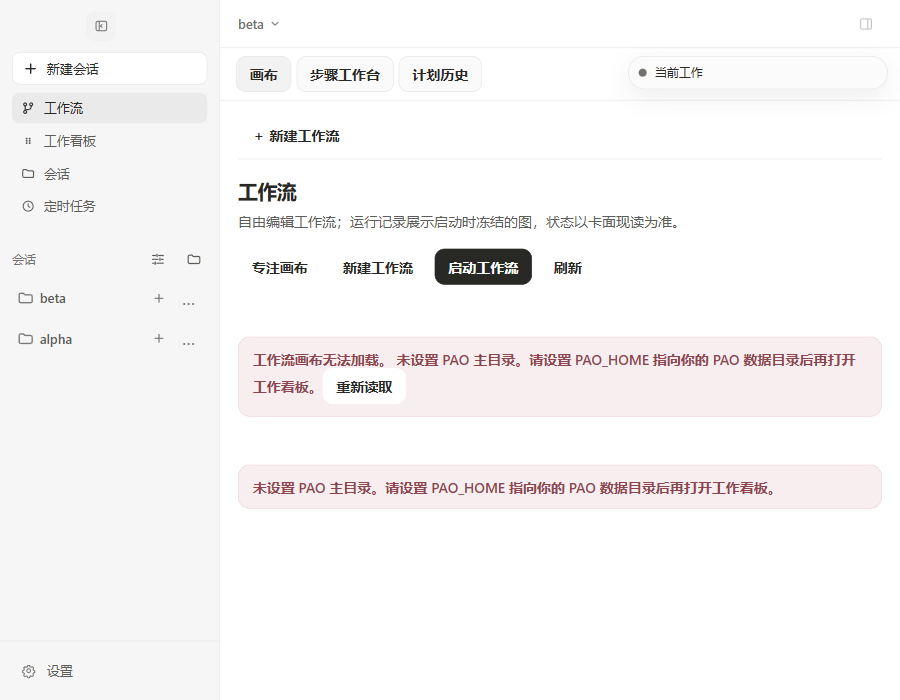 beta
新建会话
工作流
工作看板
会话
定时任务
会话
beta
...
alpha
...
设置
画布
步骤工作台
计划历史
当前工作
+ 新建工作流
工作流
自由编辑工作流；运行记录展示启动时冻结的图，状态以卡面现读为准。
专注画布
新建工作流
启动工作流
刷新
工作流画布无法加载。 未设置 PAO 主目录。请设置 PAO_HOME 指向你的 PAO 数据目录后再打开
工作看板。 重新读取
未设置 PAO 主目录。请设置 PAO_HOME 指向你的 PAO 数据目录后再打开工作看板。